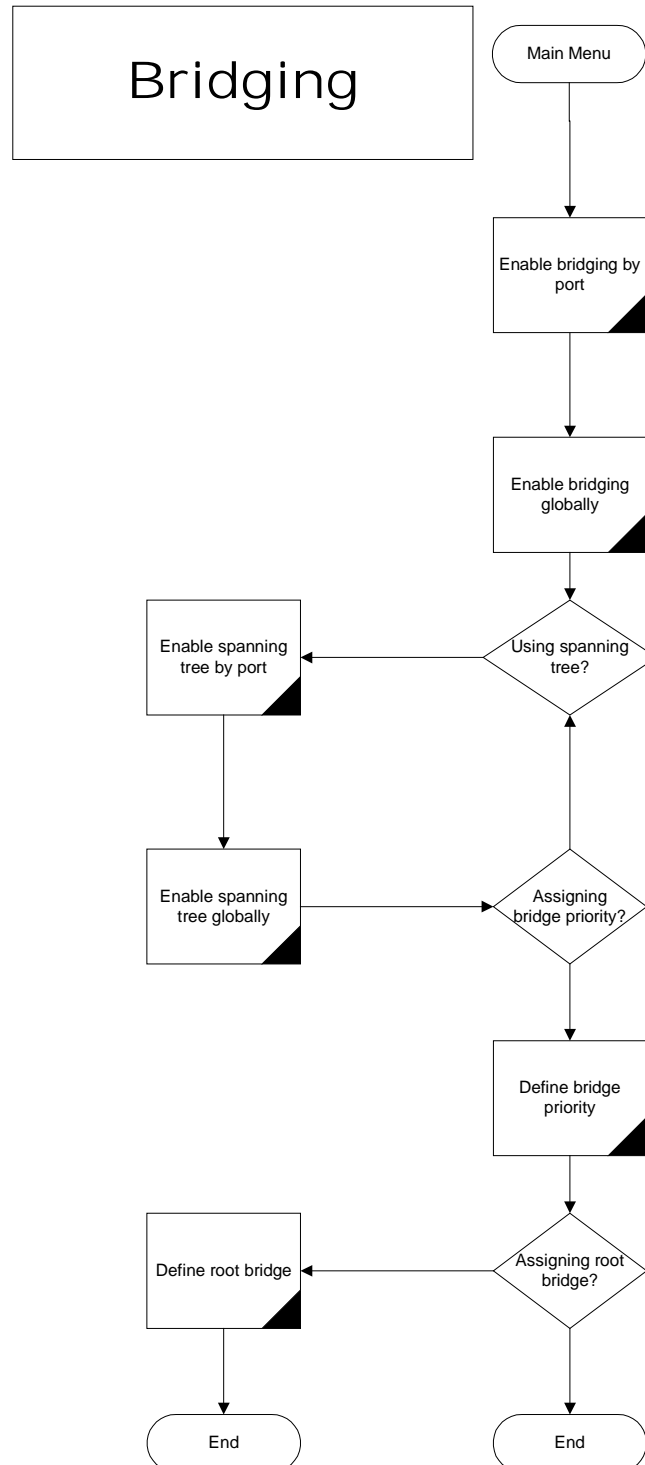 Bridging
Main Menu
Enable bridging by
port
Enable bridging
globally
Using spanning
tree?
Enable spanning
tree by port
Enable spanning
tree globally
Assigning
bridge priority?
Define bridge
priority
Assigning root
bridge?
Define root bridge
End
End